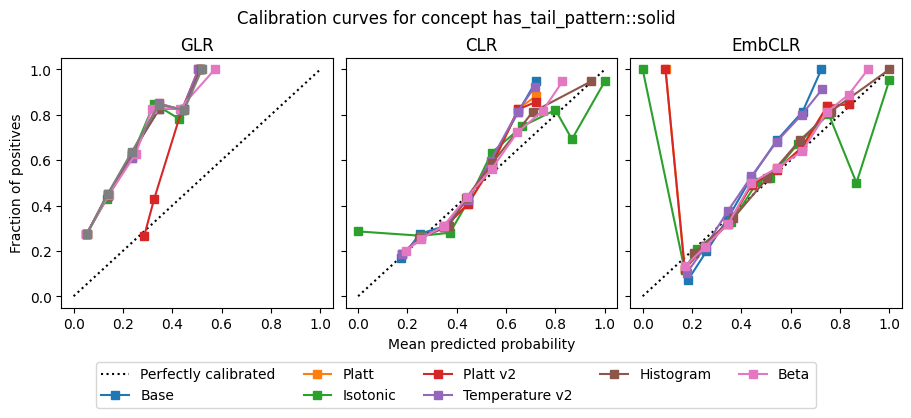 Calibration curves for concept has_tail_pattern::solid
GLR
CLR
EmbCLR
Fraction of positives
1.0
0.8
0.6
0.4
0.2
0.0
0.0 0.2 0.4 0.6 0.8 1.0
0.0 0.2 0.4 0.6 0.8 1.0
0.0 0.2 0.4 0.6 0.8 1.0
Mean predicted probability
Perfectly calibrated
Base
Platt
Isotonic
Platt v2
Temperature v2
Histogram
Beta